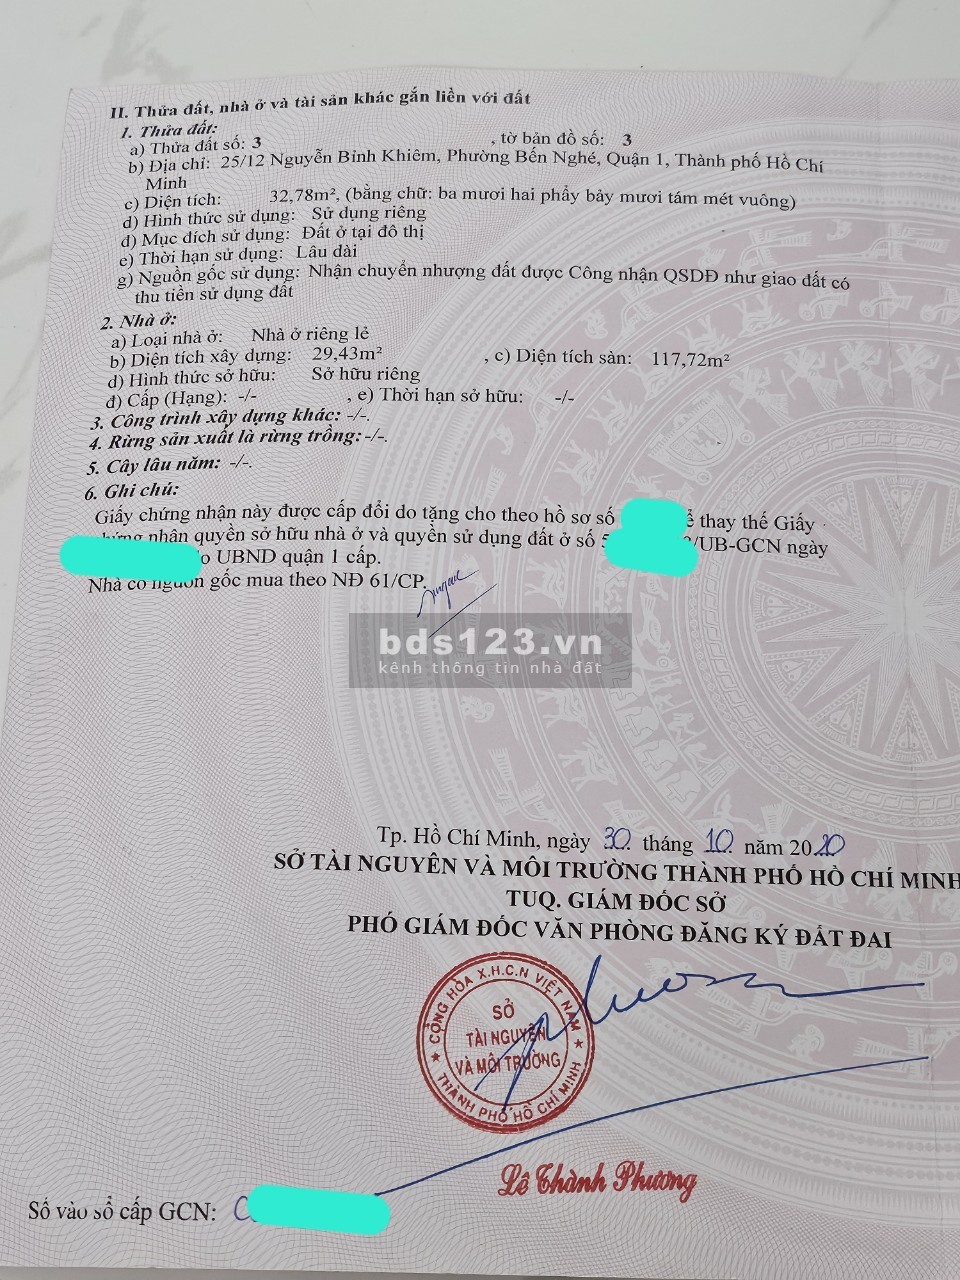 II. Thửa đất, nhà ở và tài sản khác gắn liền với đất
1. Thửa đất:
a) Thửa đất số: 3 , tờ bản đồ số: 3
b) Địa chỉ: 25/12 Nguyễn Bỉnh Khiêm, Phường Bến Nghé, Quận 1, Thành phố Hồ Chí
Minh
c) Diện tích: 32,78m², (bằng chữ: ba mươi hai phẩy bảy mươi tám mét vuông)
d) Hình thức sử dụng: Sử dụng riêng
đ) Mục đích sử dụng: Đất ở tại đô thị
e) Thời hạn sử dụng: Lâu dài
g) Nguồn gốc sử dụng: Nhận chuyển nhượng đất được Công nhận QSDĐ như giao đất có
thu tiền sử dụng đất
2. Nhà ở:
a) Loại nhà ở: Nhà ở riêng lẻ
b) Diện tích xây dựng: 29,43m² , c) Diện tích sàn: 117,72m²
d) Hình thức sở hữu: Sở hữu riêng
đ) Cấp (Hạng): -/- , e) Thời hạn sở hữu: -/-
3. Công trình xây dựng khác: -/-.
4. Rừng sản xuất là rừng trồng: -/-.
5. Cây lâu năm: -/-.
6. Ghi chú:
Giấy chứng nhận này được cấp đổi do tặng cho theo hồ sơ số thay thế Giấy
nhận quyền sở hữu nhà ở và quyền sử dụng đất ở số /UB-GCN ngày
UBND quận 1 cấp.
Nhà có nguồn gốc mua theo NĐ 61/CP.
bds123.vn
kênh thông tin nhà đất
Tp. Hồ Chí Minh, ngày 30 tháng 10 năm 2020
SỞ TÀI NGUYÊN VÀ MÔI TRƯỜNG THÀNH PHỐ HỒ CHÍ MINH
TUQ. GIÁM ĐỐC SỞ
PHÓ GIÁM ĐỐC VĂN PHÒNG ĐĂNG KÝ ĐẤT ĐAI
CỘNG HÒA X.H.C.N VIỆT NAM
SỞ
TÀI NGUYÊN
VÀ MÔI TRƯỜNG
THÀNH PHỐ HỒ CHÍ MINH
Lê Thành Phương
Số vào sổ cấp GCN: